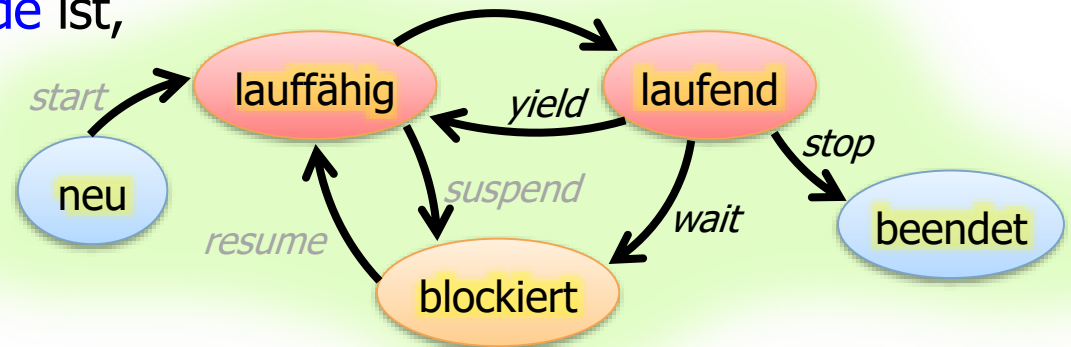 de ist,
lauffähig
laufend
start
yield
stop
neu
suspend
wait
resume
beendet
blockiert